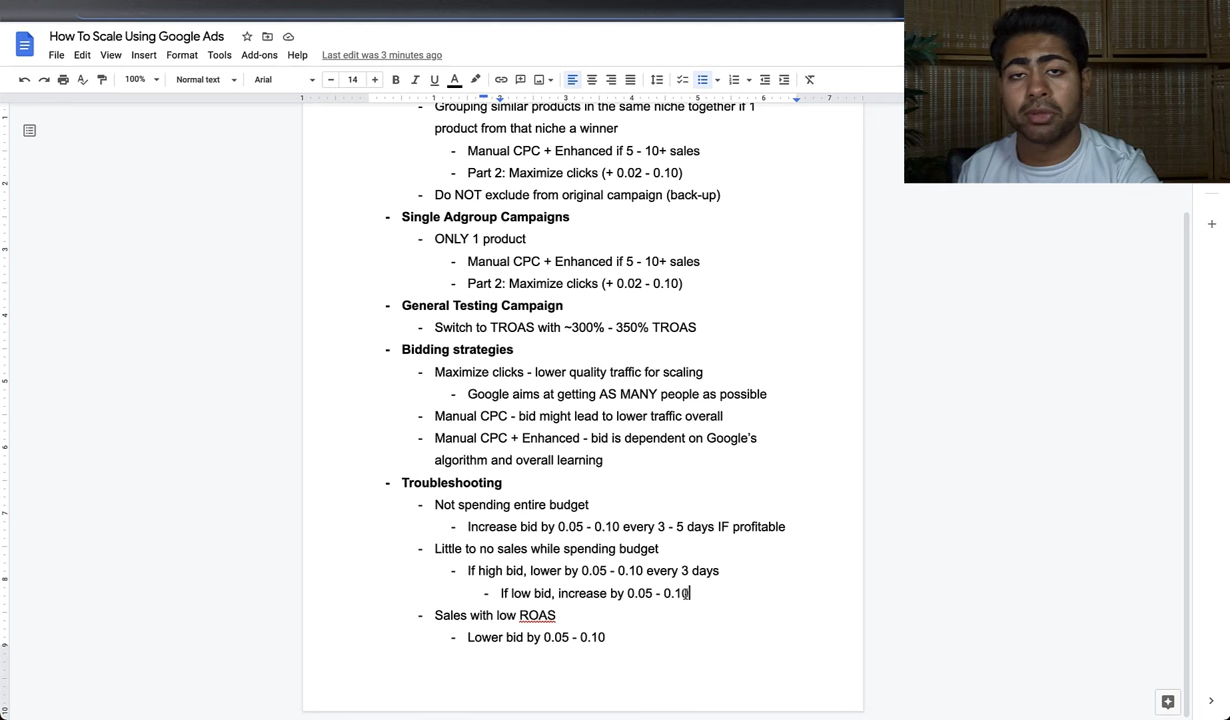 How To Scale Using Google Ads
File Edit View Insert Format Tools Add-ons Help Last edit was 3 minutes ago
100% Normal text Arial 14
1 1 2 3 4 5 6 7
Grouping similar products in the same niche together if 1
product from that niche a winner
- Manual CPC + Enhanced if 5 - 10+ sales
- Part 2: Maximize clicks (+ 0.02 - 0.10)
- Do NOT exclude from original campaign (back-up)
- Single Adgroup Campaigns
- ONLY 1 product
- Manual CPC + Enhanced if 5 - 10+ sales
- Part 2: Maximize clicks (+ 0.02 - 0.10)
- General Testing Campaign
- Switch to TROAS with ~300% - 350% TROAS
- Bidding strategies
- Maximize clicks - lower quality traffic for scaling
- Google aims at getting AS MANY people as possible
- Manual CPC - bid might lead to lower traffic overall
- Manual CPC + Enhanced - bid is dependent on Google's
algorithm and overall learning
- Troubleshooting
- Not spending entire budget
- Increase bid by 0.05 - 0.10 every 3 - 5 days IF profitable
- Little to no sales while spending budget
- If high bid, lower by 0.05 - 0.10 every 3 days
- If low bid, increase by 0.05 - 0.10
- Sales with low ROAS
- Lower bid by 0.05 - 0.10